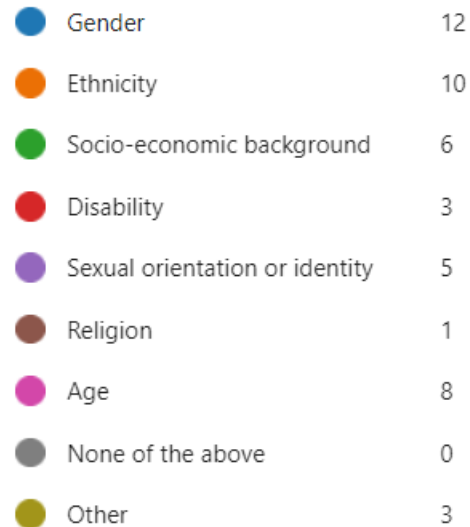 Gender 12
Ethnicity 10
Socio-economic background 6
Disability 3
Sexual orientation or identity 5
Religion 1
Age 8
None of the above 0
Other 3